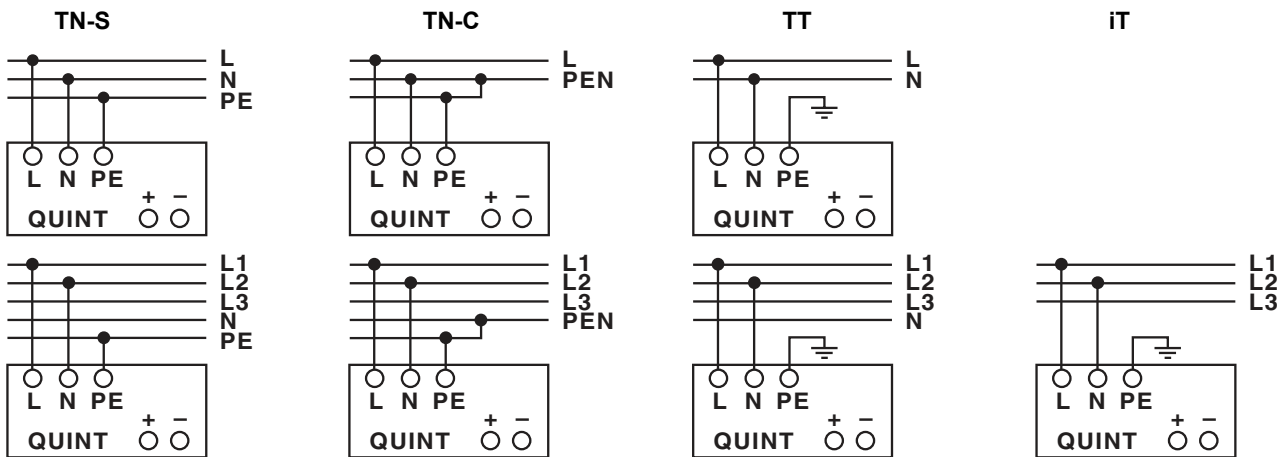 TN-S
TN-C
TT
iT
L
N
PE
L N PE
+ −
QUINT
L
PEN
L N PE
+ −
QUINT
L
N
L N PE
+ −
QUINT
L1
L2
L3
N
PE
L N PE
+ −
QUINT
L1
L2
L3
PEN
L N PE
+ −
QUINT
L1
L2
L3
N
L N PE
+ −
QUINT
L1
L2
L3
L N PE
+ −
QUINT